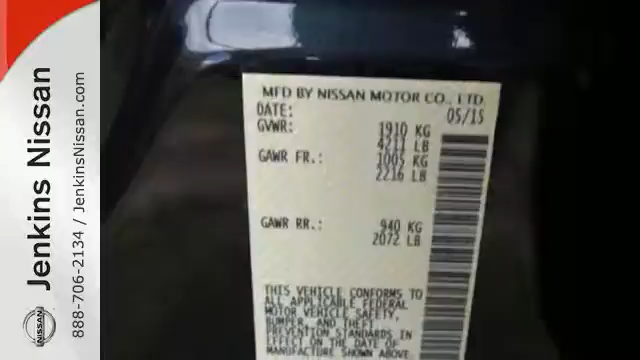 Jenkins Nissan
888-706-2134 / JenkinsNissan.com
NISSAN
MFD BY NISSAN MOTOR CO., LTD.
DATE: 05/15
GVWR: 1910 KG
4211 LB
GAWR FR.: 1005 KG
2216 LB
GAWR RR.: 940 KG
2072 LB
THIS VEHICLE CONFORMS TO
ALL APPLICABLE FEDERAL
MOTOR VEHICLE SAFETY,
BUMPER, AND THEFT
PREVENTION STANDARDS IN
EFFECT ON THE DATE OF
MANUFACTURE SHOWN ABOVE.